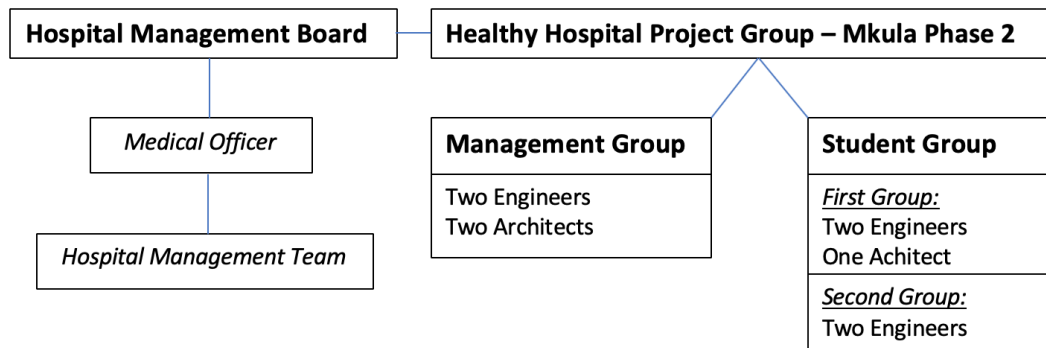 Hospital Management Board
Healthy Hospital Project Group – Mkula Phase 2
Medical Officer
Hospital Management Team
Management Group
Two Engineers
Two Architects
Student Group
First Group:
Two Engineers
One Achitect
Second Group:
Two Engineers